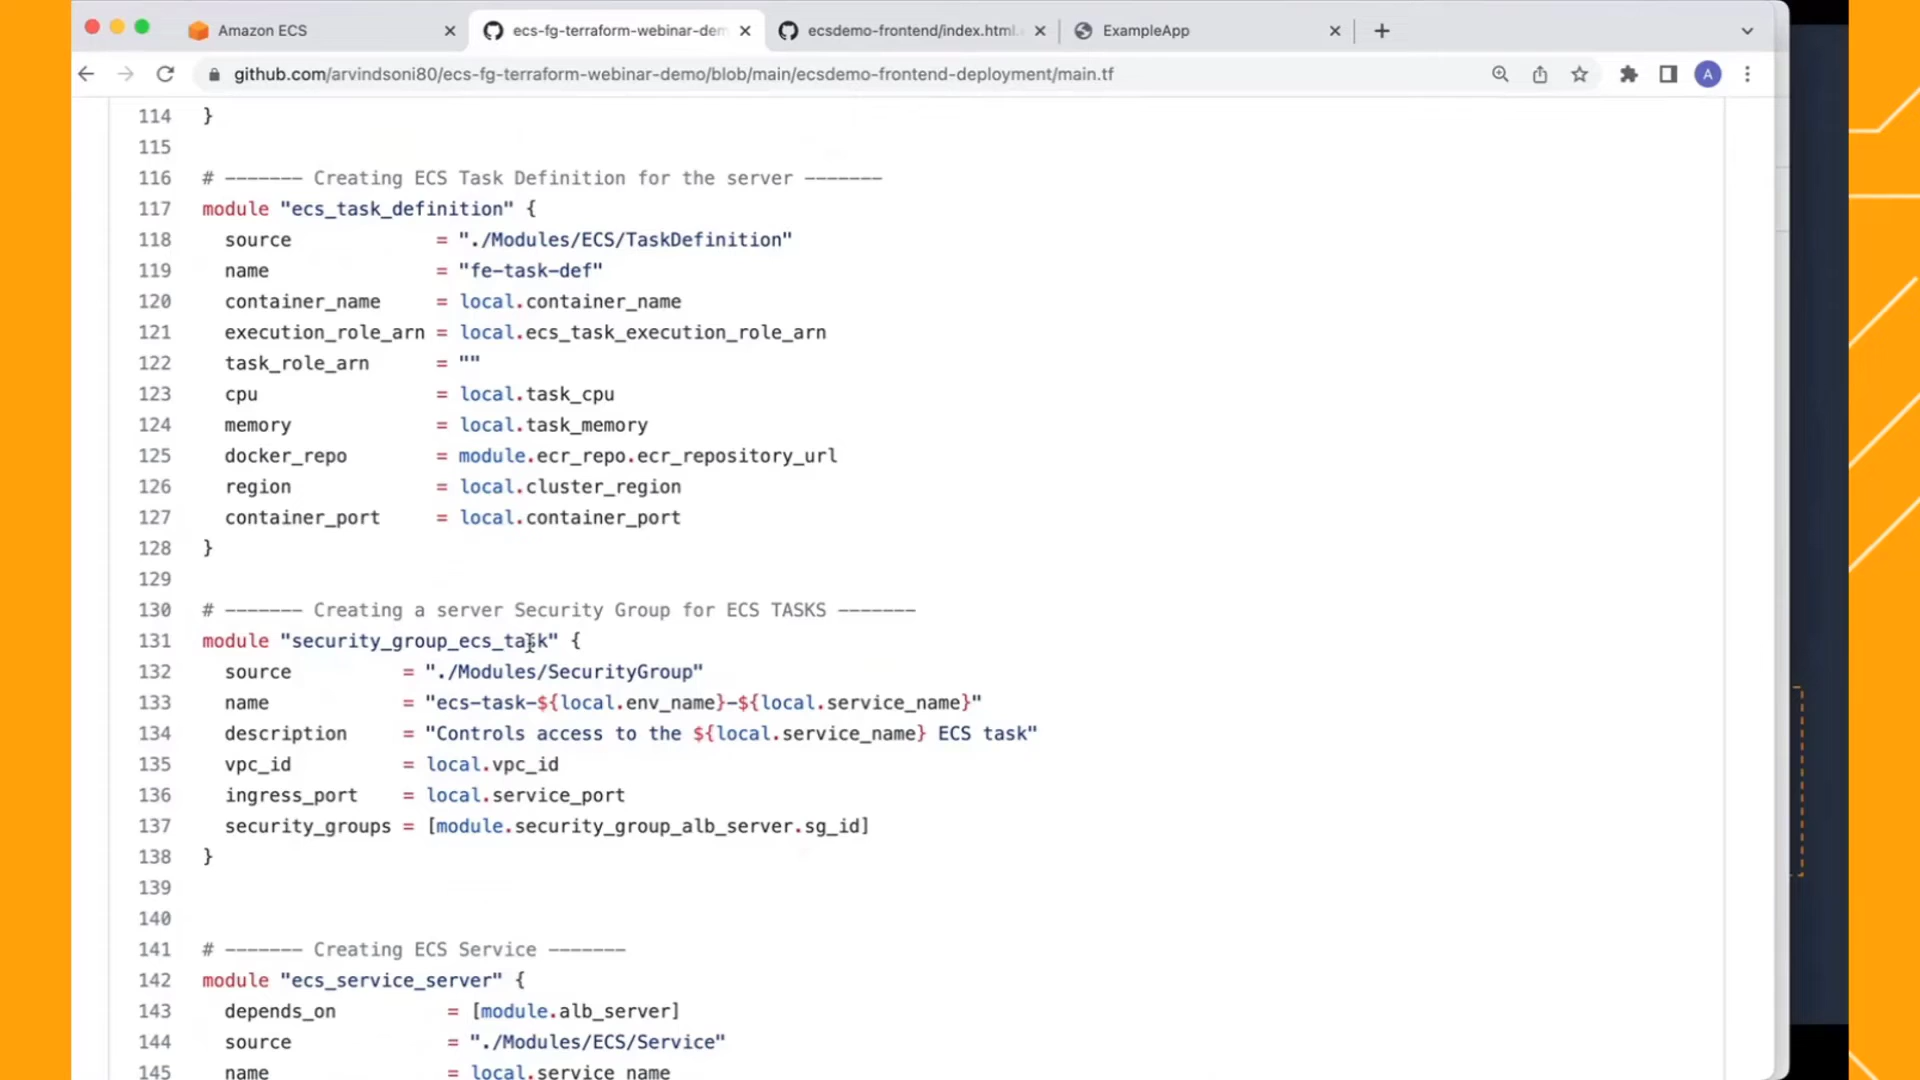 Amazon ECS
ecs-fg-terraform-webinar-dem
ecsdemo-frontend/index.html.
ExampleApp
github.com/arvindsoni80/ecs-fg-terraform-webinar-demo/blob/main/ecsdemo-frontend-deployment/main.tf
A
114 }
115
116 # ------- Creating ECS Task Definition for the server -------
117 module "ecs_task_definition" {
118 source = "./Modules/ECS/TaskDefinition"
119 name = "fe-task-def"
120 container_name = local.container_name
121 execution_role_arn = local.ecs_task_execution_role_arn
122 task_role_arn = ""
123 cpu = local.task_cpu
124 memory = local.task_memory
125 docker_repo = module.ecr_repo.ecr_repository_url
126 region = local.cluster_region
127 container_port = local.container_port
128 }
129
130 # ------- Creating a server Security Group for ECS TASKS -------
131 module "security_group_ecs_task" {
132 source = "./Modules/SecurityGroup"
133 name = "ecs-task-${local.env_name}-${local.service_name}"
134 description = "Controls access to the ${local.service_name} ECS task"
135 vpc_id = local.vpc_id
136 ingress_port = local.service_port
137 security_groups = [module.security_group_alb_server.sg_id]
138 }
139
140
141 # ------- Creating ECS Service -------
142 module "ecs_service_server" {
143 depends_on = [module.alb_server]
144 source = "./Modules/ECS/Service"
145 name = local.service_name